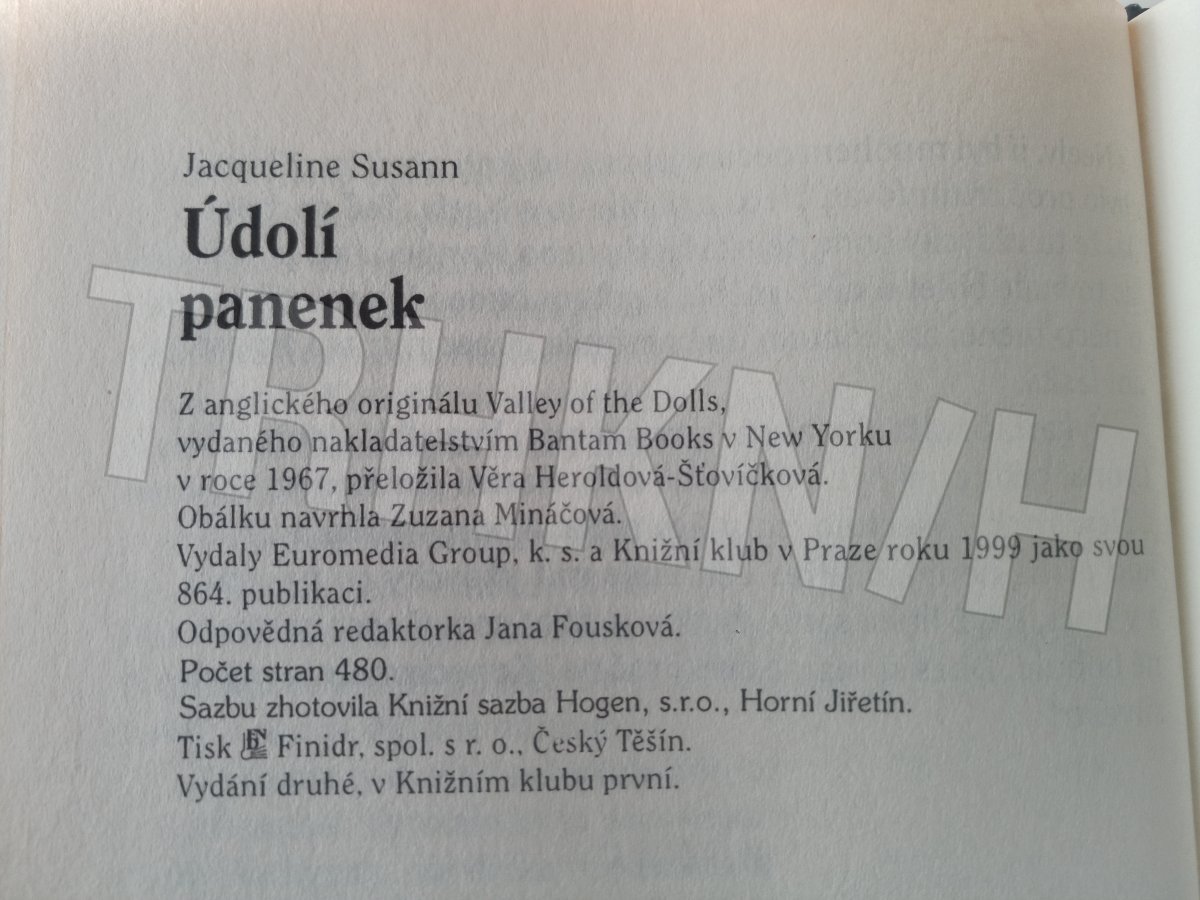 Jacqueline Susann
Údolí
panenek
Z anglického originálu Valley of the Dolls,
vydaného nakladatelstvím Bantam Books v New Yorku
v roce 1967, přeložila Věra Heroldová-Šťovíčková.
Obálku navrhla Zuzana Mináčová.
Vydaly Euromedia Group, k. s. a Knižní klub v Praze roku 1999 jako svou
864. publikaci.
Odpovědná redaktorka Jana Fousková.
Počet stran 480.
Sazbu zhotovila Knižní sazba Hogen, s.r.o., Horní Jiřetín.
Tisk Finidr, spol. s r. o., Český Těšín.
Vydání druhé, v Knižním klubu první.